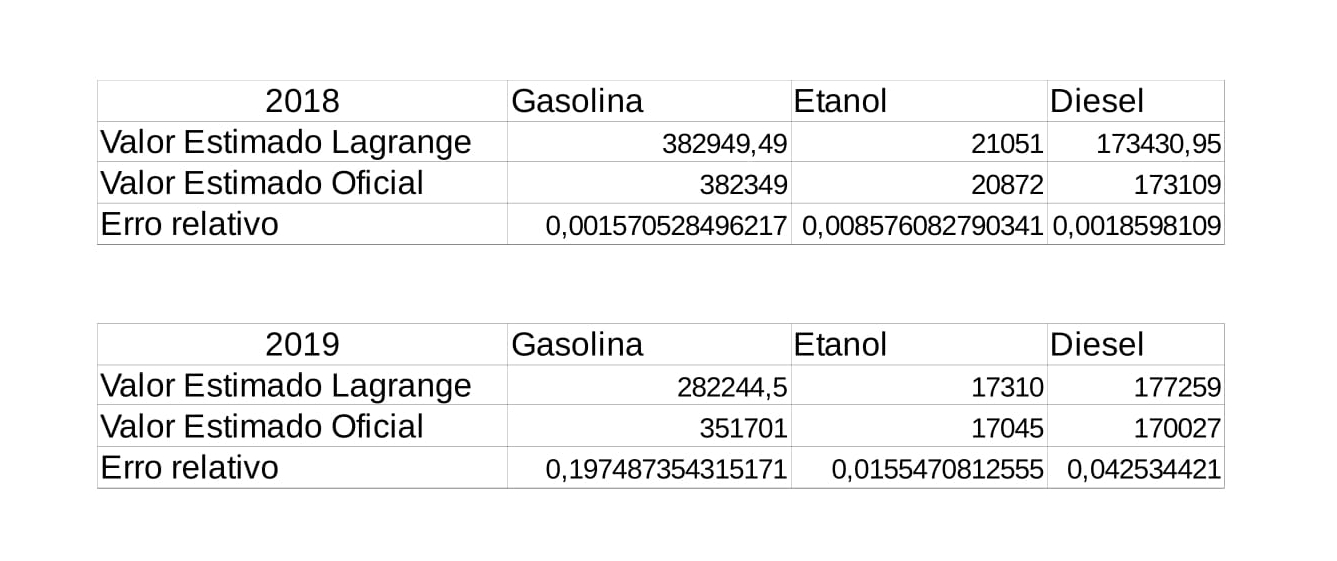 2018 Gasolina Etanol Diesel
Valor Estimado Lagrange 382949,49 21051 173430,95
Valor Estimado Oficial 382349 20872 173109
Erro relativo 0,001570528496217 0,008576082790341 0,0018598109
2019 Gasolina Etanol Diesel
Valor Estimado Lagrange 282244,5 17310 177259
Valor Estimado Oficial 351701 17045 170027
Erro relativo 0,197487354315171 0,0155470812555 0,042534421